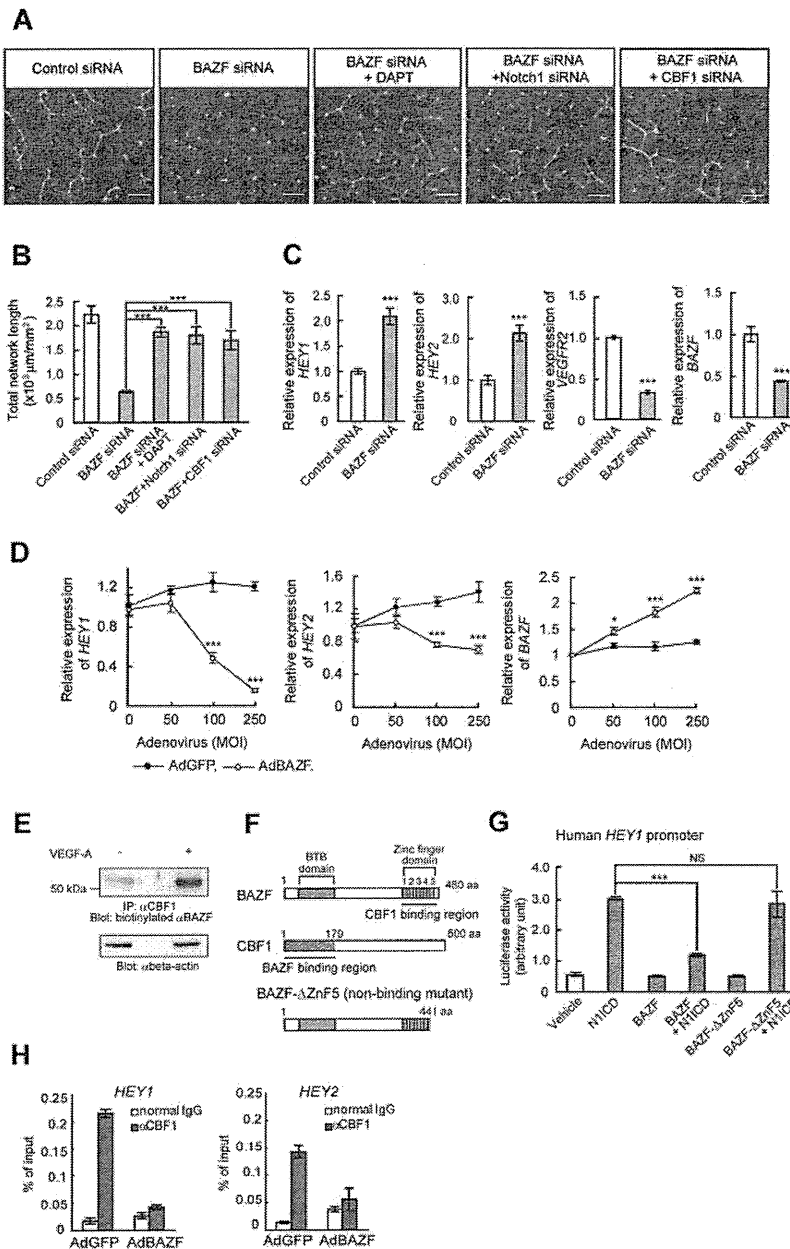 A
Control siRNA
BAZF siRNA
BAZF siRNA
+ DAPT
BAZF siRNA
+Notch1 siRNA
BAZF siRNA
+ CBF1 siRNA
B
Total network length
(x10³ μm/mm²)
2.5
2.0
1.5
1.0
0.5
0
***
***
***
Control siRNA
BAZF siRNA
BAZF siRNA
+ DAPT
BAZF+Notch1 siRNA
BAZF+CBF1 siRNA
C
Relative expression of
HEY1
2.5
2.0
1.5
1.0
0.5
0
***
Control siRNA
BAZF siRNA
Relative expression of
HEY2
3.0
2.0
1.0
0
***
Control siRNA
BAZF siRNA
Relative expression of
VEGFR2
1.5
1.0
0.5
0
***
Control siRNA
BAZF siRNA
Relative expression of
BAZF
1.5
1.0
0.5
0
***
Control siRNA
BAZF siRNA
D
Relative expression
of HEY1
1.2
0.8
0.4
0
***
***
0 50 100 250
Adenovirus (MOI)
Relative expression
of HEY2
1.6
1.2
0.8
0.4
0
***
***
0 50 100 250
Adenovirus (MOI)
Relative expression
of BAZF
2.5
2
1.5
1
0
*
***
***
0 50 100 250
Adenovirus (MOI)
AdGFP, AdBAZF,
E
VEGF-A - +
50 kDa
IP: αCBF1
Blot: biotinylated αBAZF
Blot: αbeta-actin
F
BTB
domain
Zinc finger
domain
1 1 2 3 4 5 480 aa
BAZF
CBF1 binding region
1 179 500 aa
CBF1
BAZF binding region
BAZF-ΔZnF5 (non-binding mutant)
1 441 aa
G
Human HEY1 promoter
Luciferase activity
(arbitrary unit)
4.0
3.0
2.0
1.0
0
NS
***
Vehicle
N1ICD
BAZF
BAZF
+ N1ICD
BAZF-ΔZnF5
BAZF-ΔZnF5
+ N1ICD
H
HEY1
normal IgG
αCBF1
% of input
0.25
0.2
0.15
0.1
0.05
0
AdGFP AdBAZF
HEY2
normal IgG
αCBF1
% of input
0.25
0.2
0.15
0.1
0.05
0
AdGFP AdBAZF